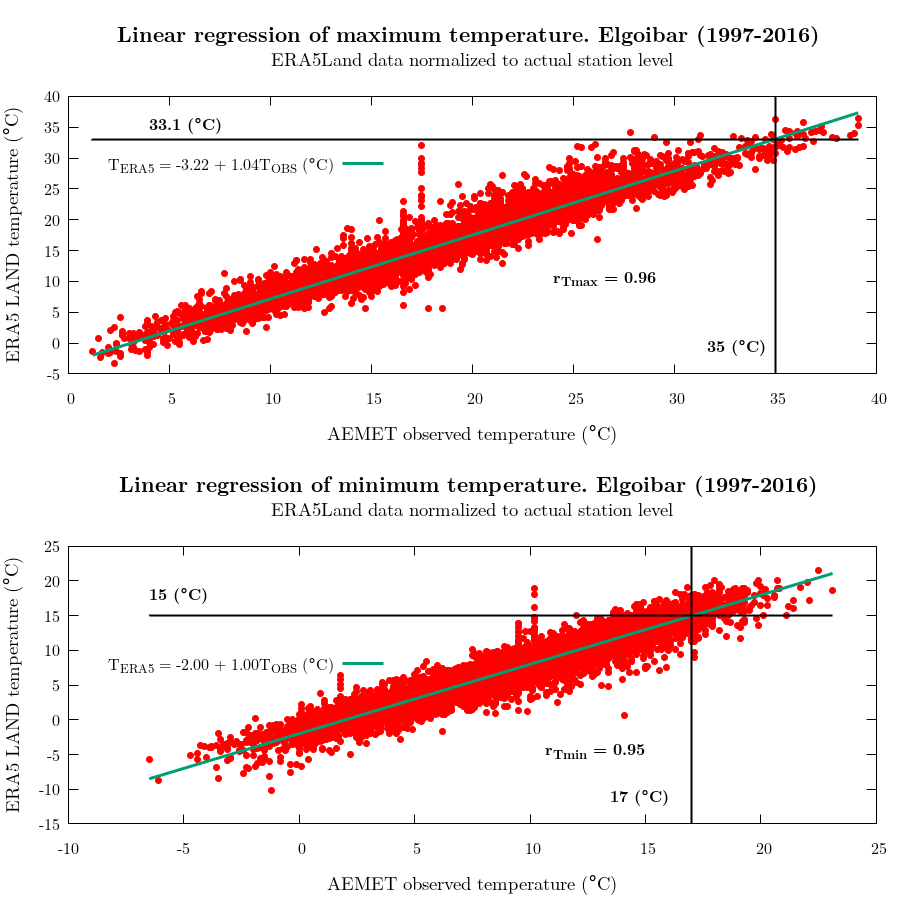 Linear regression of maximum temperature. Elgoibar (1997-2016)
ERA5Land data normalized to actual station level
ERA5 LAND temperature (°C)
40
35
30
25
20
15
10
5
0
-5
33.1 (°C)
T_ERA5 = -3.22 + 1.04T_OBS (°C)
r_Tmax = 0.96
35 (°C)
0 5 10 15 20 25 30 35 40
AEMET observed temperature (°C)
Linear regression of minimum temperature. Elgoibar (1997-2016)
ERA5Land data normalized to actual station level
ERA5 LAND temperature (°C)
25
20
15
10
5
0
-5
-10
-15
15 (°C)
T_ERA5 = -2.00 + 1.00T_OBS (°C)
r_Tmin = 0.95
17 (°C)
-10 -5 0 5 10 15 20 25
AEMET observed temperature (°C)